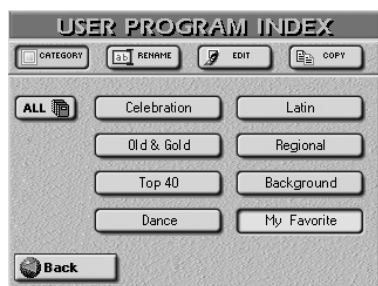 USER PROGRAM INDEX
CATEGORY ab RENAME EDIT COPY
ALL Celebration Latin
Old & Gold Regional
Top 40 Background
Dance My Favorite
Back